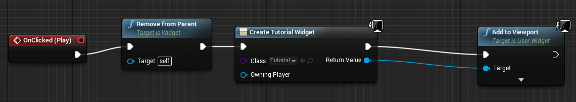 OnClicked (Play)
Remove from Parent
Target is Widget
Target self
Create Tutorial Widget
Class Tutorial
Return Value
Owning Player
Add to Viewport
Target is User Widget
Target